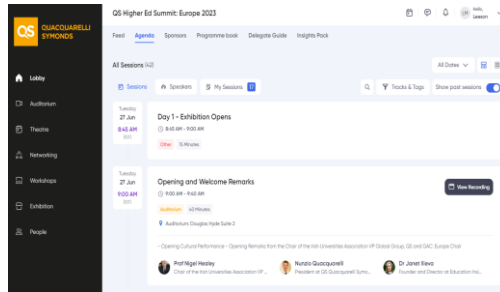 QS QUACQUARELLI SYMONDS
Lobby
Auditorium
Theatre
Networking
Workshops
Exhibition
People
QS Higher Ed Summit: Europe 2023
Hello,
Leeson
Feed Agenda Sponsors Programme book Delegate Guide Insights Pack
All Sessions (42)
All Dates
Sessions Speakers My Sessions 17
Tracks & Tags Show past sessions
Tuesday
27 Jun
8:45 AM
Day 1 - Exhibition Opens
8:45 AM - 9:00 AM
Other 15 Minutes
Tuesday
27 Jun
9:00 AM
Opening and Welcome Remarks
9:00 AM - 9:40 AM
View Recording
Auditorium 40 Minutes
Auditorium Douglas Hyde Suite 2
- Opening Cultural Performance - Opening Remarks from the Chair of the Irish Universities Association VP Global Group, QS and GAC Europe Chair
Prof Nigel Healey
Chair of the Irish Universities Association VP ...
Nunzio Quacquarelli
President at QS Quacquarelli Symo...
Dr Janet Ilieva
Founder and Director at Education Ins...